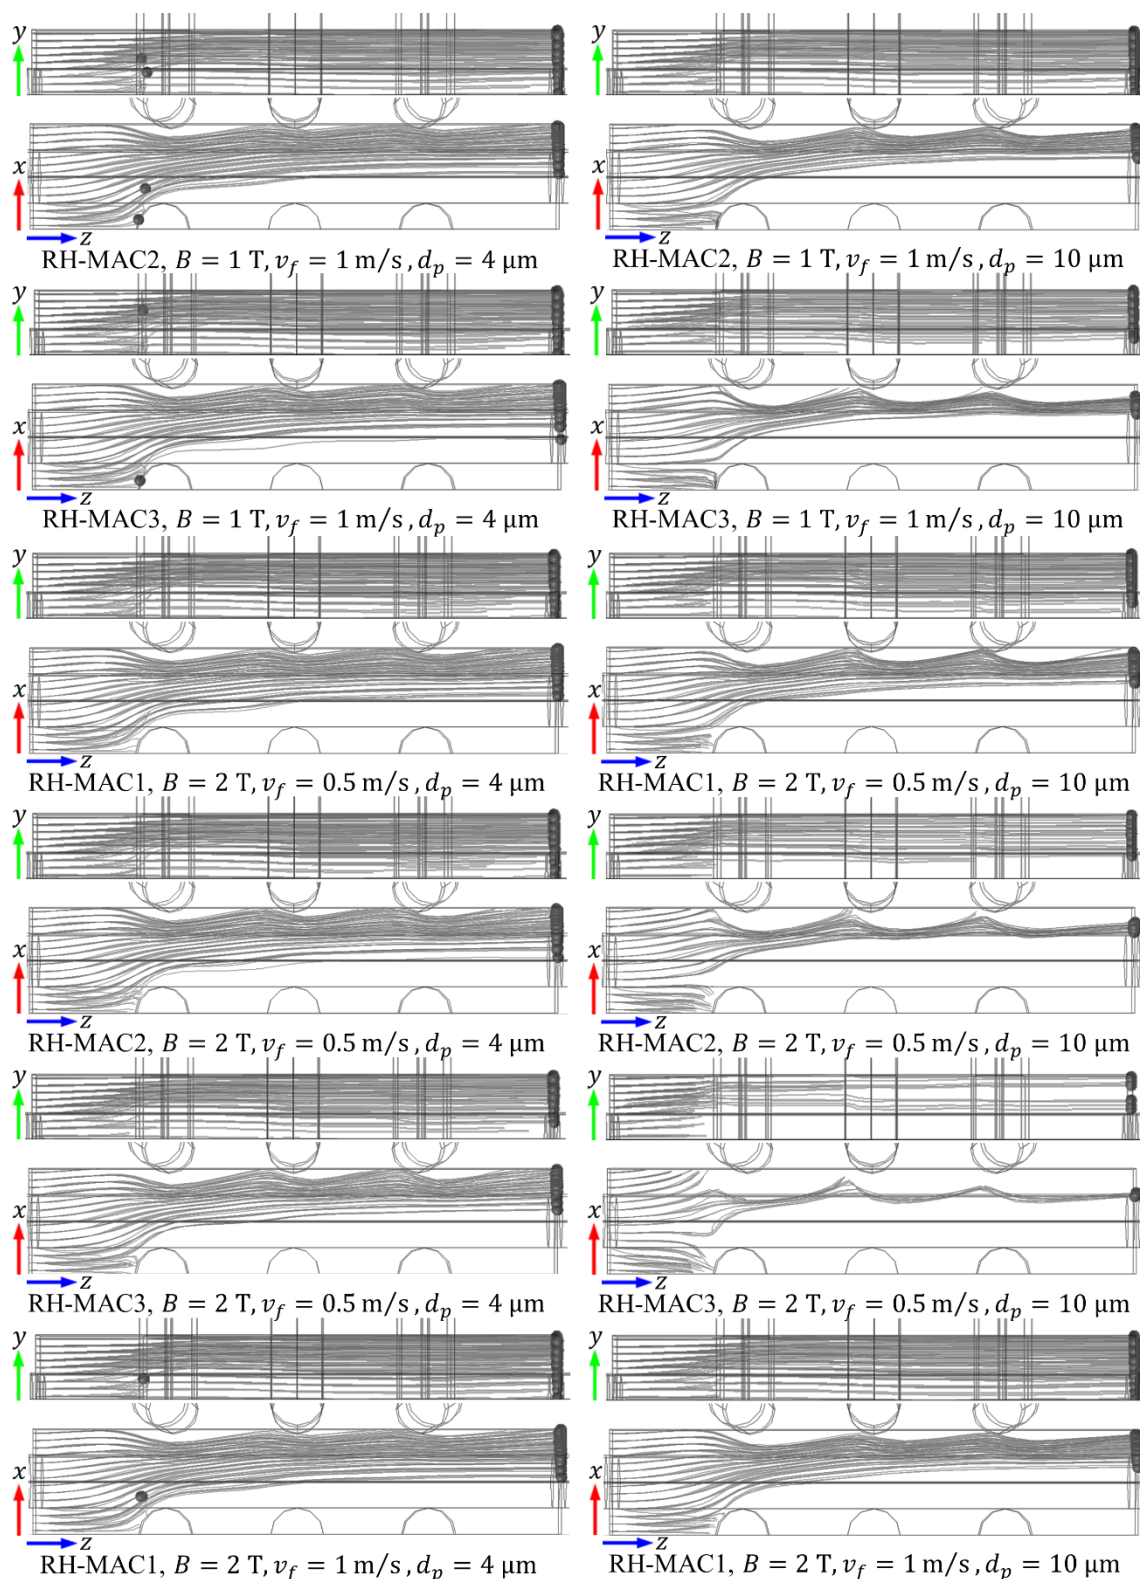 y y
x x
z z
RH-MAC2, B = 1 T, v_f = 1 m/s, d_p = 4 μm RH-MAC2, B = 1 T, v_f = 1 m/s, d_p = 10 μm
y y
x x
z z
RH-MAC3, B = 1 T, v_f = 1 m/s, d_p = 4 μm RH-MAC3, B = 1 T, v_f = 1 m/s, d_p = 10 μm
y y
x x
z z
RH-MAC1, B = 2 T, v_f = 0.5 m/s, d_p = 4 μm RH-MAC1, B = 2 T, v_f = 0.5 m/s, d_p = 10 μm
y y
x x
z z
RH-MAC2, B = 2 T, v_f = 0.5 m/s, d_p = 4 μm RH-MAC2, B = 2 T, v_f = 0.5 m/s, d_p = 10 μm
y y
x x
z z
RH-MAC3, B = 2 T, v_f = 0.5 m/s, d_p = 4 μm RH-MAC3, B = 2 T, v_f = 0.5 m/s, d_p = 10 μm
y y
x x
z z
RH-MAC1, B = 2 T, v_f = 1 m/s, d_p = 4 μm RH-MAC1, B = 2 T, v_f = 1 m/s, d_p = 10 μm